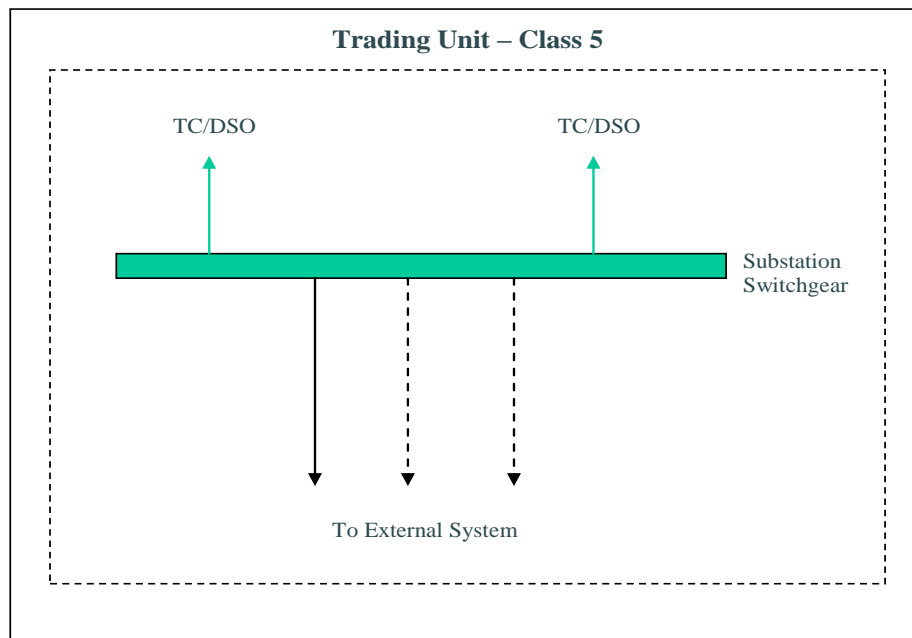 Trading Unit – Class 5
TC/DSO
TC/DSO
Substation
Switchgear
To External System